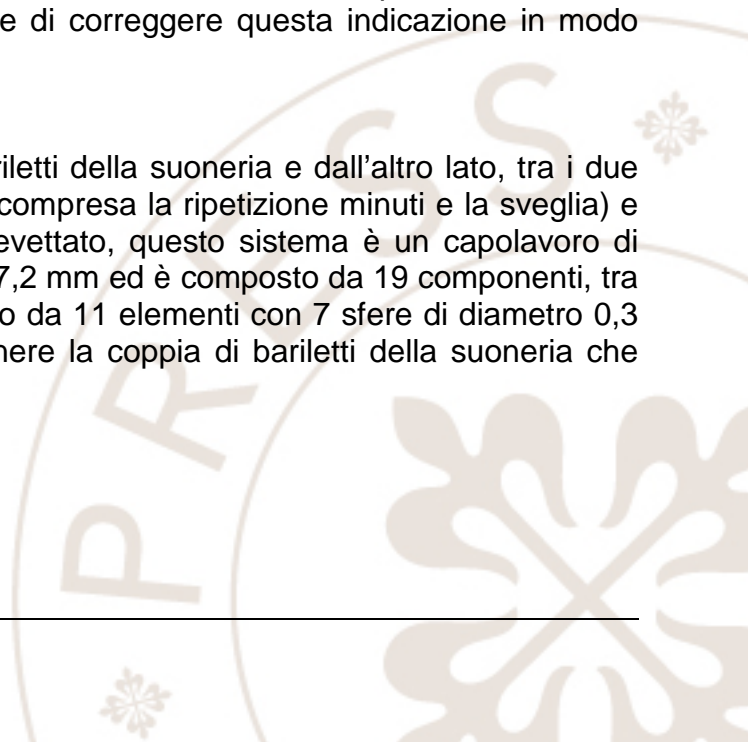 e di correggere questa indicazione in modo
riletti della suoneria e dall’altro lato, tra i due
compresa la ripetizione minuti e la sveglia) e
evettato, questo sistema è un capolavoro di
7,2 mm ed è composto da 19 componenti, tra
o da 11 elementi con 7 sfere di diametro 0,3
nere la coppia di bariletti della suoneria che
PRESS